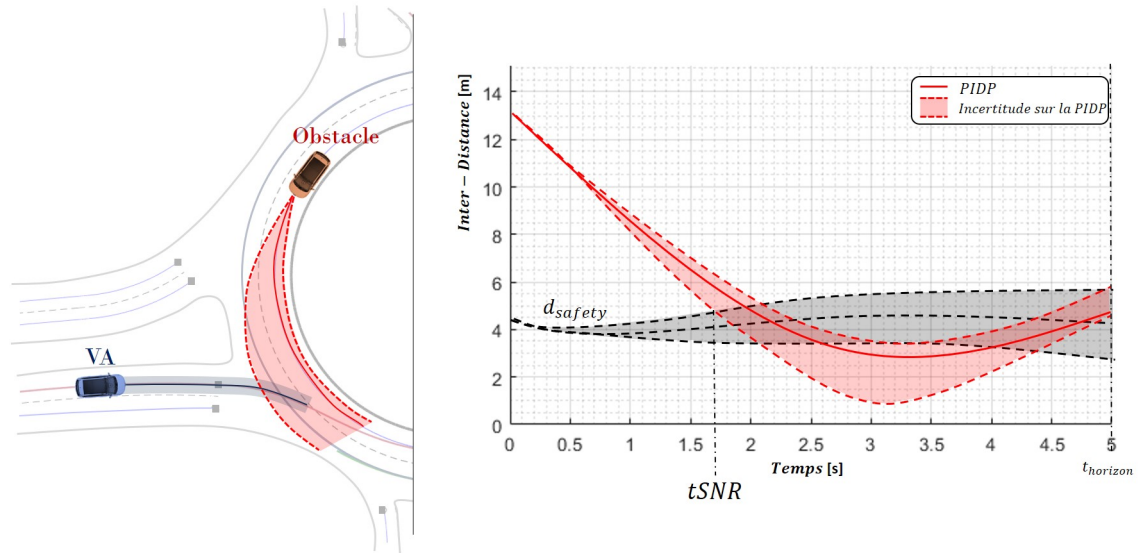 Obstacle
VA
Inter − Distance [m]
14
12
10
8
6
4
2
0
PIDP
Incertitude sur la PIDP
d_safety
0 0.5 1 1.5 2 2.5 3 3.5 4 4.5 5
Temps [s]
tSNR
t_horizon